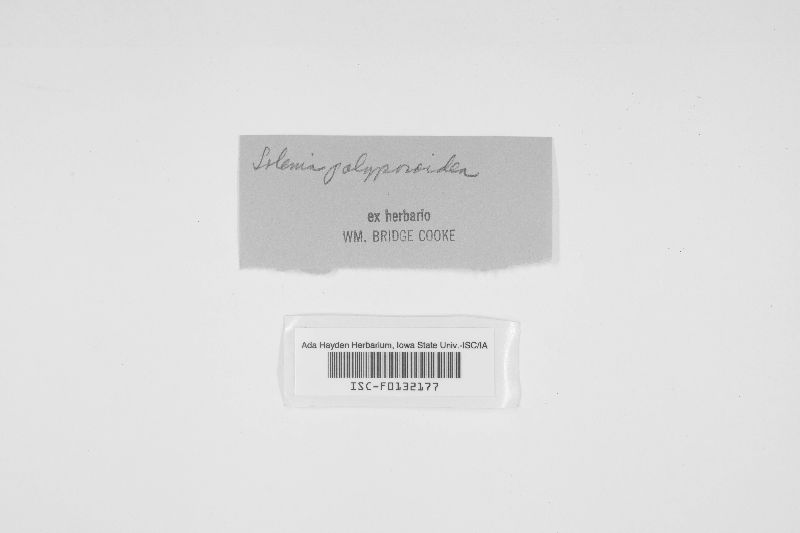 Solenia polyporoidea
ex herbario
WM. BRIDGE COOKE
Ada Hayden Herbarium, Iowa State Univ.-ISC/IA
ISC-F0132177